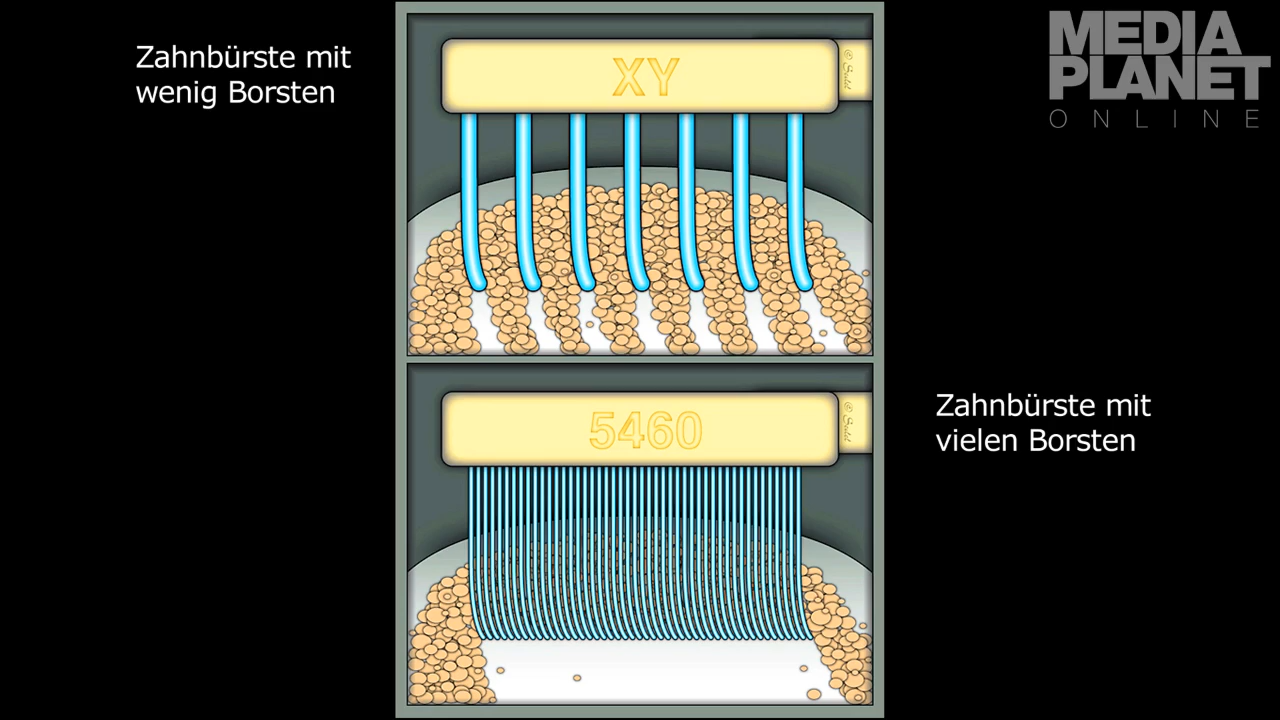 Zahnbürste mit
wenig Borsten
XY
MEDIA
PLANET
ONLINE
5460
Zahnbürste mit
vielen Borsten